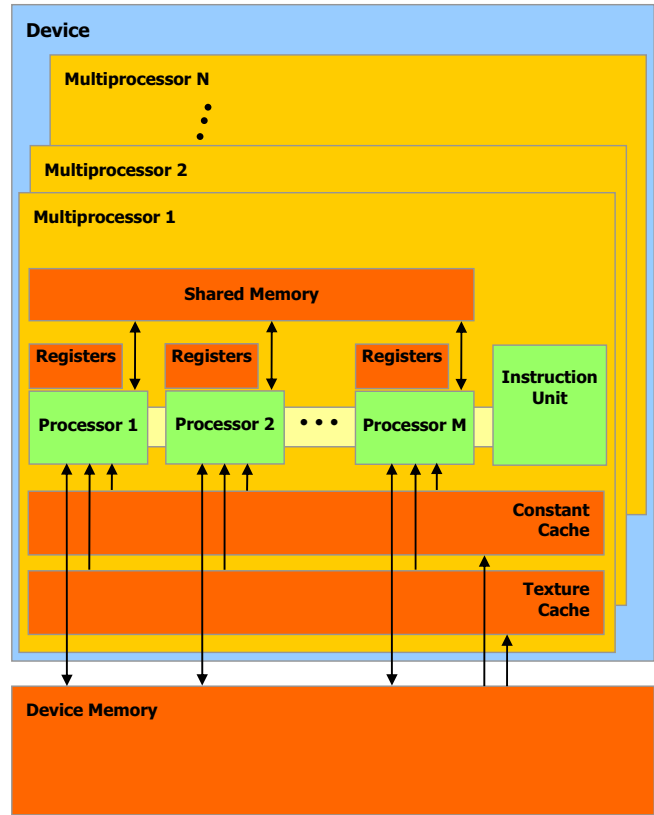 Device
Multiprocessor N
Multiprocessor 2
Multiprocessor 1
Shared Memory
Registers
Registers
Registers
Instruction
Unit
Processor 1
Processor 2
• • •
Processor M
Constant
Cache
Texture
Cache
Device Memory